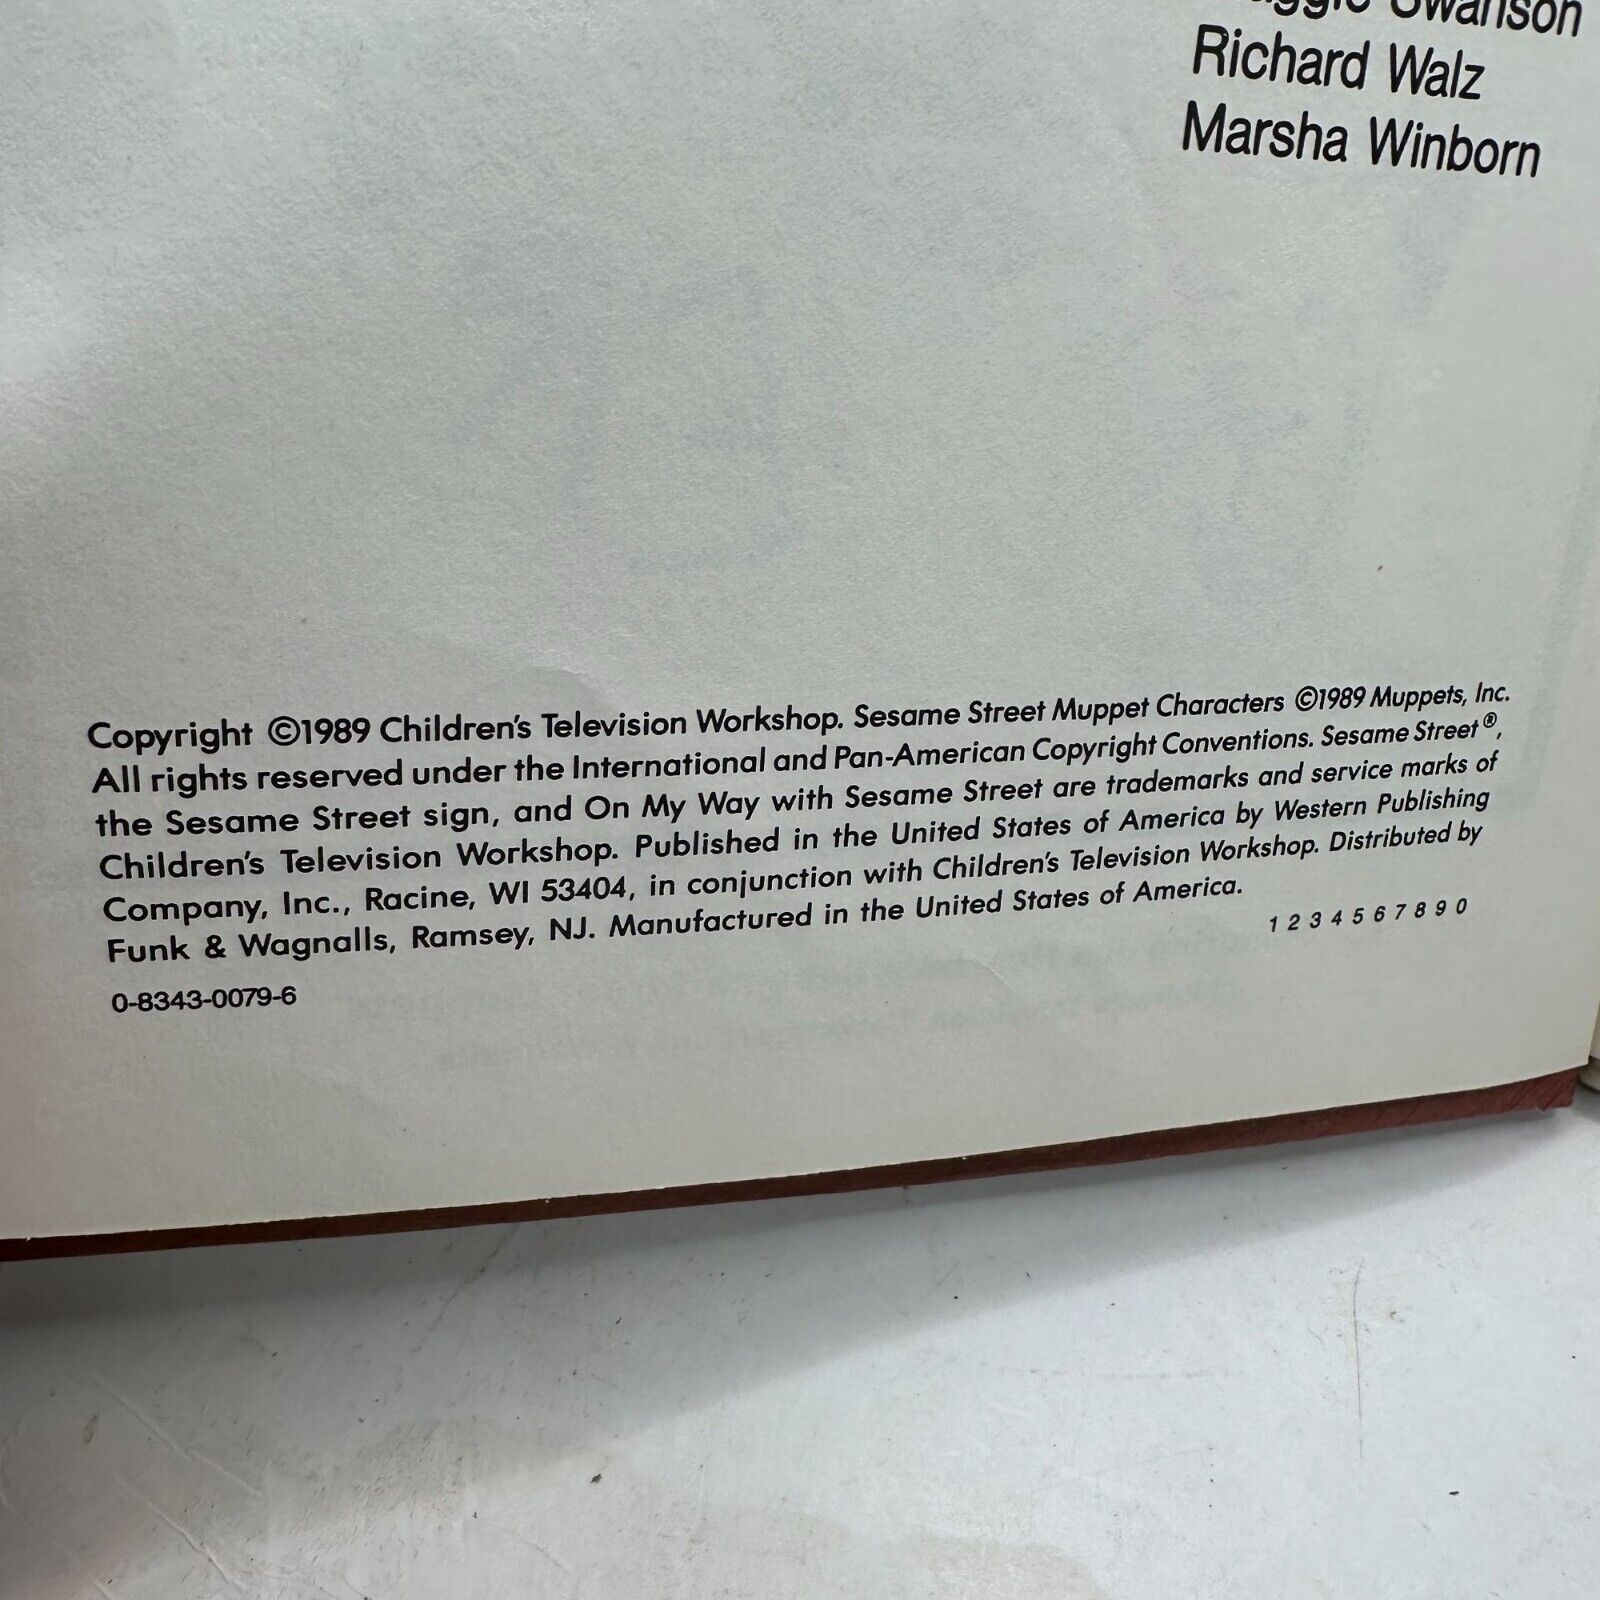 Swanson
Richard Walz
Marsha Winborn
Copyright ©1989 Children's Television Workshop. Sesame Street Muppet Characters ©1989 Muppets, Inc.
All rights reserved under the International and Pan-American Copyright Conventions. Sesame Street®,
the Sesame Street sign, and On My Way with Sesame Street are trademarks and service marks of
Children's Television Workshop. Published in the United States of America by Western Publishing
Company, Inc., Racine, WI 53404, in conjunction with Children's Television Workshop. Distributed by
Funk & Wagnalls, Ramsey, NJ. Manufactured in the United States of America.
1 2 3 4 5 6 7 8 9 0
0-8343-0079-6